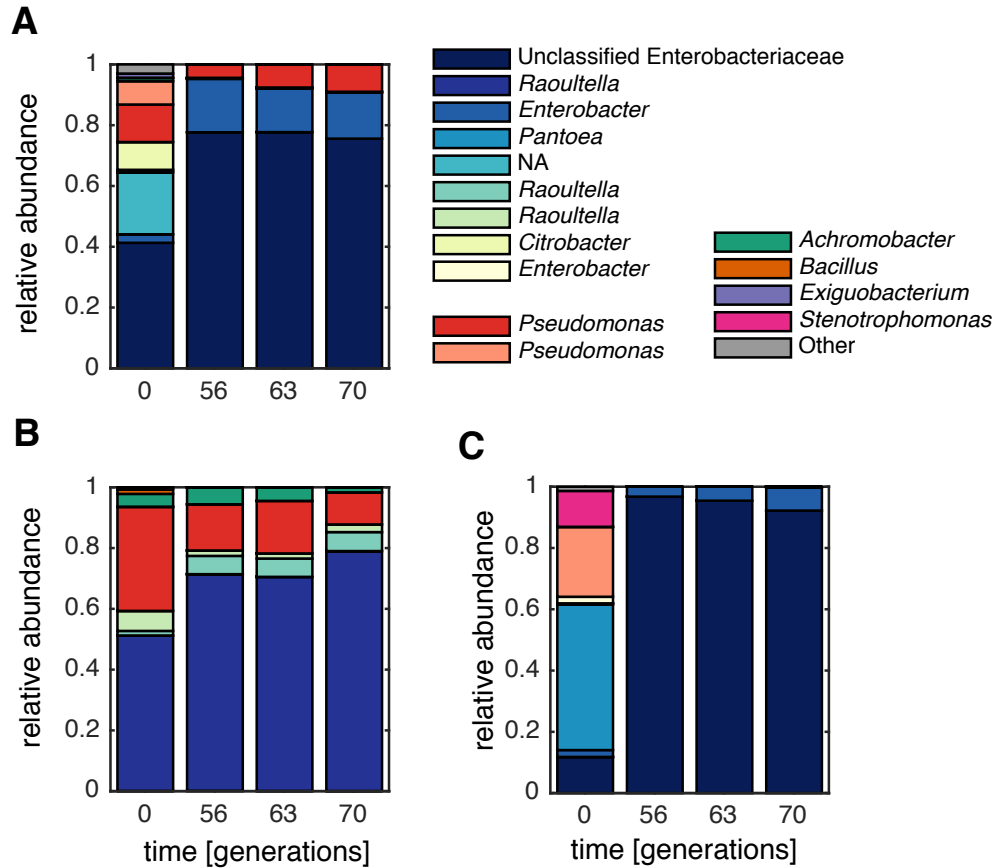 A
1
0.8
0.6
0.4
0.2
0
relative abundance
0 56 63 70
Unclassified Enterobacteriaceae
Raoultella
Enterobacter
Pantoea
NA
Raoultella
Raoultella
Citrobacter
Enterobacter
Pseudomonas
Pseudomonas
Achromobacter
Bacillus
Exiguobacterium
Stenotrophomonas
Other
B
1
0.8
0.6
0.4
0.2
0
relative abundance
0 56 63 70
time [generations]
C
1
0.8
0.6
0.4
0.2
0
relative abundance
0 56 63 70
time [generations]